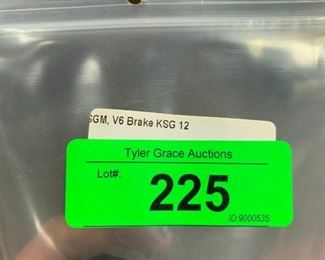 SGM, V6 Brake KSG 12
Tyler Grace Auctions
Lot#:
225
ID:9000535